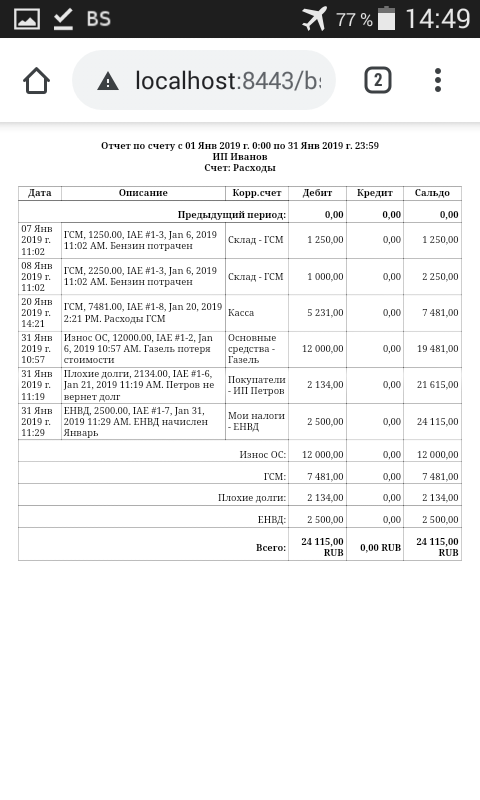 BS 77 % 14:49
localhost:8443/bs 2
Отчет по счету с 01 Янв 2019 г. 0:00 по 31 Янв 2019 г. 23:59
ИП Иванов
Счет: Расходы
Дата Описание Корр.счет Дебит Кредит Сальдо
Предыдущий период: 0,00 0,00 0,00
07 Янв
2019 г.
11:02
ГСМ, 1250.00, IAE #1-3, Jan 6, 2019
11:02 AM. Бензин потрачен
Склад - ГСМ
1 250,00 0,00 1 250,00
08 Янв
2019 г.
11:02
ГСМ, 2250.00, IAE #1-3, Jan 6, 2019
11:02 AM. Бензин потрачен
Склад - ГСМ
1 000,00 0,00 2 250,00
20 Янв
2019 г.
14:21
ГСМ, 7481.00, IAE #1-8, Jan 20, 2019
2:21 PM. Расходы ГСМ
Касса
5 231,00 0,00 7 481,00
31 Янв
2019 г.
10:57
Износ ОС, 12000.00, IAE #1-2, Jan
6, 2019 10:57 AM. Газель потеря
стоимости
Основные
средства -
Газель
12 000,00 0,00 19 481,00
31 Янв
2019 г.
11:19
Плохие долги, 2134.00, IAE #1-6,
Jan 21, 2019 11:19 AM. Петров не
вернет долг
Покупатели
- ИП Петров
2 134,00 0,00 21 615,00
31 Янв
2019 г.
11:29
ЕНВД, 2500.00, IAE #1-7, Jan 31,
2019 11:29 AM. ЕНВД начислен
Январь
Мои налоги
- ЕНВД
2 500,00 0,00 24 115,00
Износ ОС: 12 000,00 0,00 12 000,00
ГСМ: 7 481,00 0,00 7 481,00
Плохие долги: 2 134,00 0,00 2 134,00
ЕНВД: 2 500,00 0,00 2 500,00
Всего: 24 115,00
RUB
0,00 RUB
24 115,00
RUB